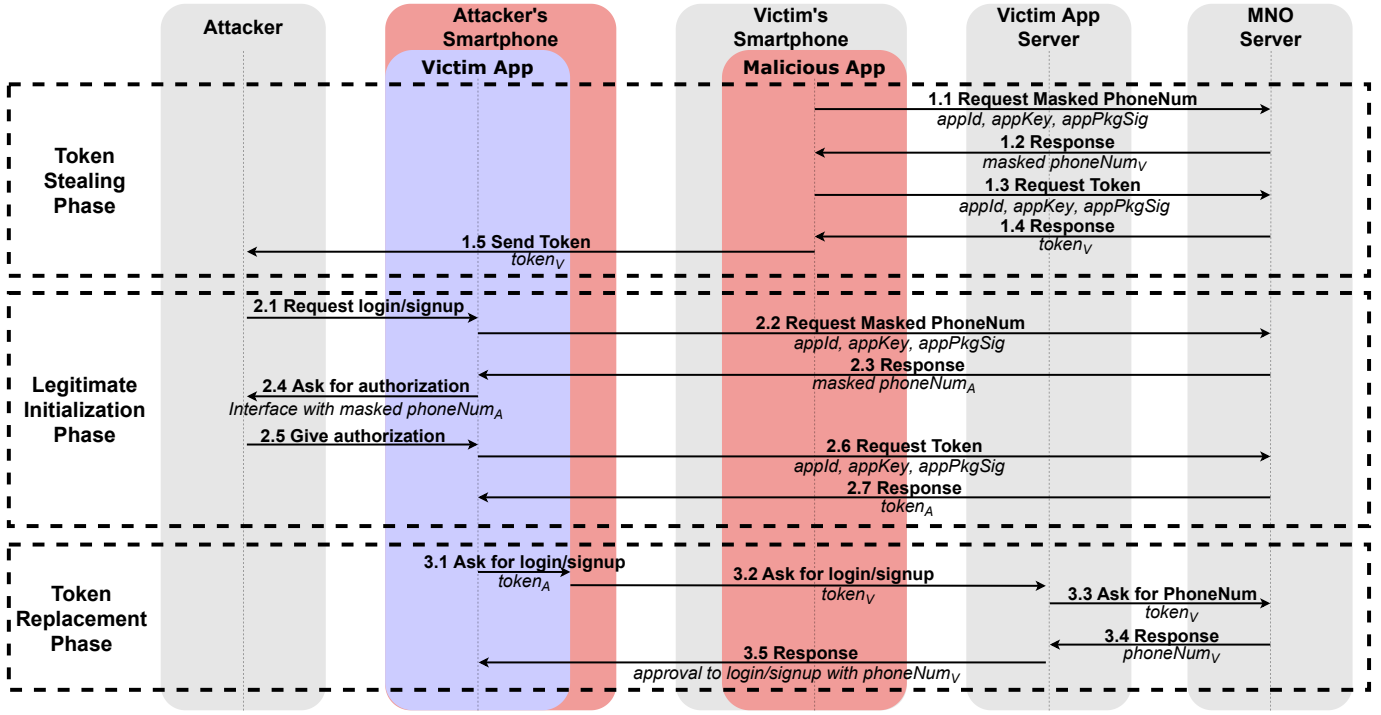 Attacker
Attacker's
Smartphone
Victim's
Smartphone
Victim App
Server
MNO
Server
Victim App
Malicious App
Token
Stealing
Phase
1.1 Request Masked PhoneNum
appId, appKey, appPkgSig
1.2 Response
masked phoneNumV
1.3 Request Token
appId, appKey, appPkgSig
1.4 Response
tokenV
1.5 Send Token
tokenV
Legitimate
Initialization
Phase
2.1 Request login/signup
2.2 Request Masked PhoneNum
appId, appKey, appPkgSig
2.3 Response
masked phoneNumA
2.4 Ask for authorization
Interface with masked phoneNumA
2.5 Give authorization
2.6 Request Token
appId, appKey, appPkgSig
2.7 Response
tokenA
Token
Replacement
Phase
3.1 Ask for login/signup
tokenA
3.2 Ask for login/signup
tokenV
3.3 Ask for PhoneNum
tokenV
3.4 Response
phoneNumV
3.5 Response
approval to login/signup with phoneNumV